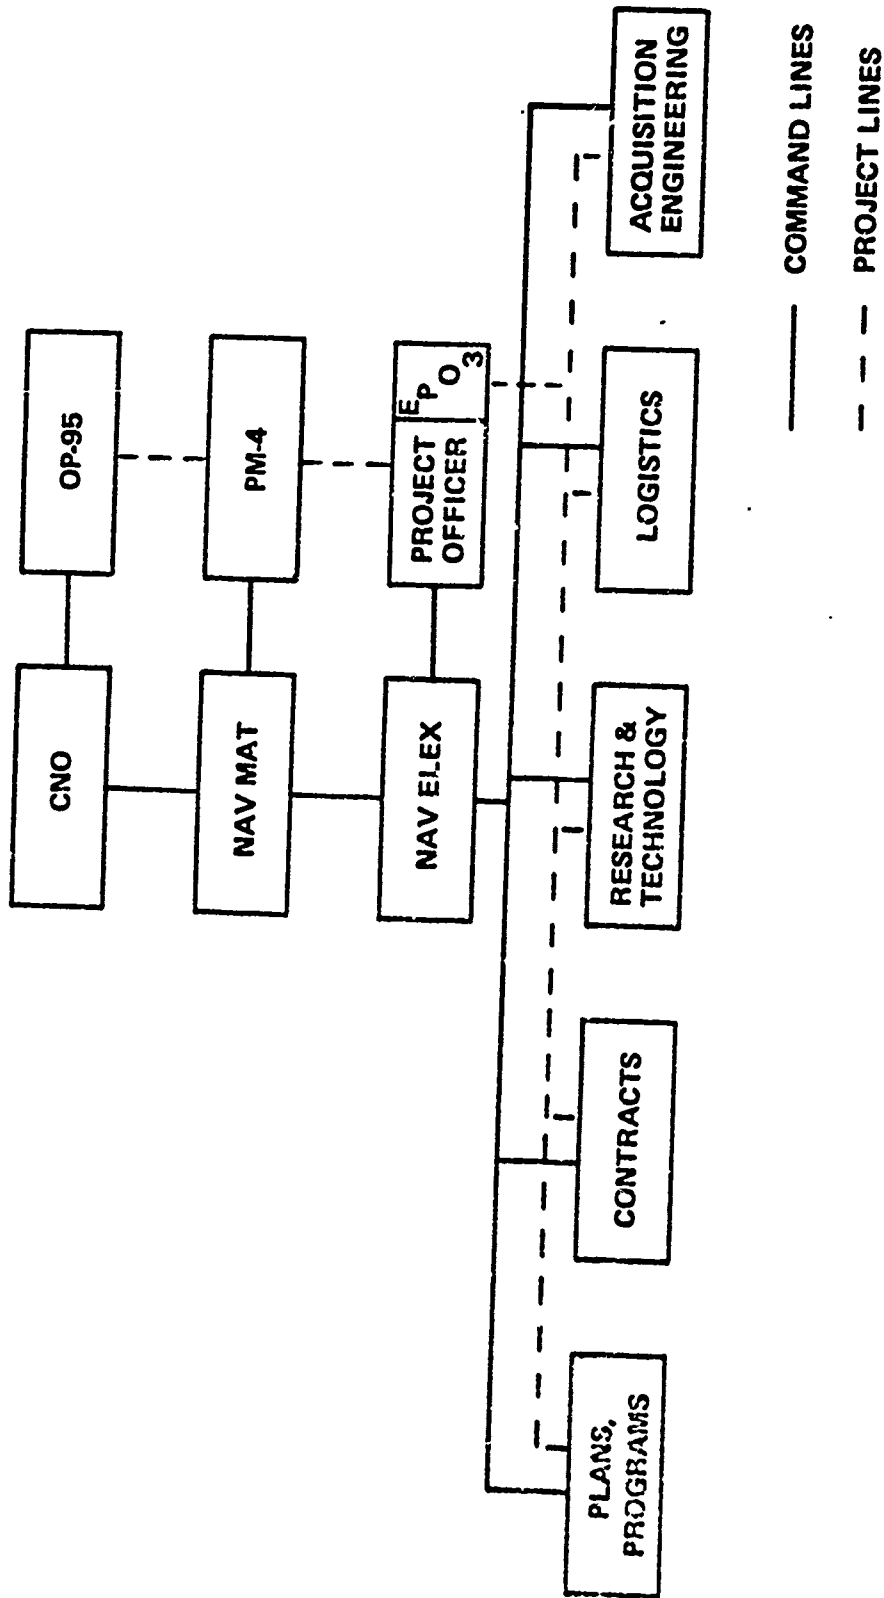 CNO
OP-95
NAV MAT
PM-4
NAV ELEX
PROJECT
OFFICER
EPO3
PLANS,
PROGRAMS
CONTRACTS
RESEARCH &
TECHNOLOGY
LOGISTICS
ACQUISITION
ENGINEERING
COMMAND LINES
PROJECT LINES